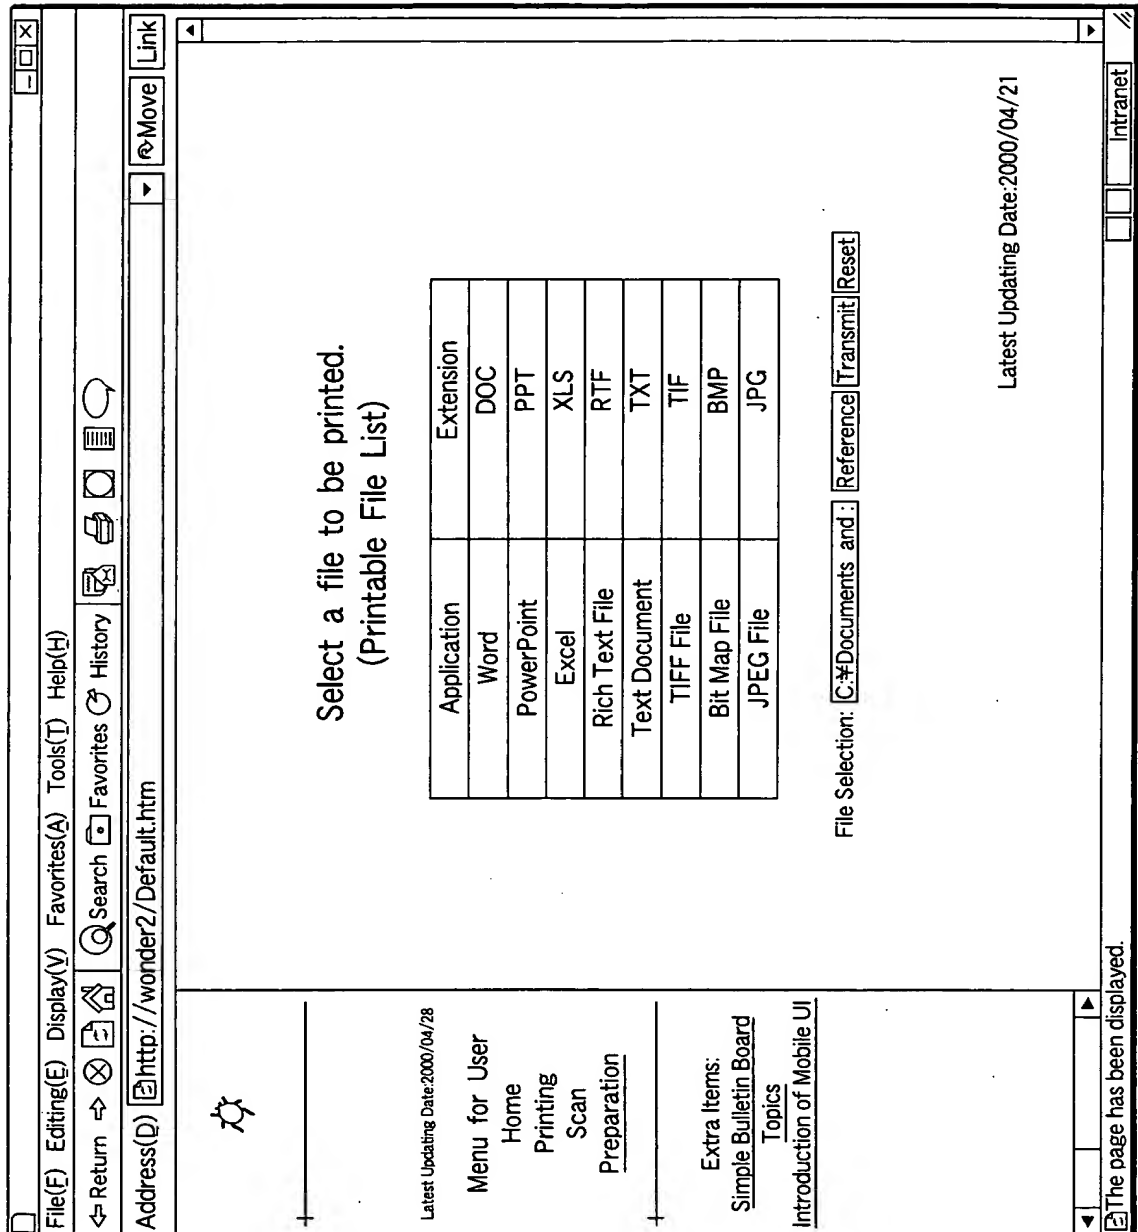 File(F) Editing(E) Display(V) Favorites(A) Tools(T) Help(H)
Return Search Favorites History
Address(D) http://wonder2/Default.htm Move Link
Latest Updating Date:2000/04/28
Menu for User
Home
Printing
Scan
Preparation
Extra Items:
Simple Bulletin Board
Topics
Introduction of Mobile UI
Select a file to be printed.
(Printable File List)
Application Extension
Word DOC
PowerPoint PPT
Excel XLS
Rich Text File RTF
Text Document TXT
TIFF File TIF
Bit Map File BMP
JPEG File JPG
File Selection: C:¥Documents and : Reference Transmit Reset
Latest Updating Date:2000/04/21
The page has been displayed. Intranet